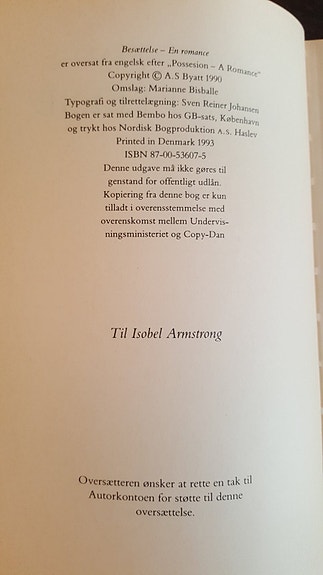 Besættelse – En romance
er oversat fra engelsk efter „Possesion – A Romance“
Copyright © A.S Byatt 1990
Omslag: Marianne Bisballe
Typografi og tilrettelægning: Sven Reiner Johansen
Bogen er sat med Bembo hos GB-sats, København
og trykt hos Nordisk Bogproduktion A.S, Haslev
Printed in Denmark 1993
ISBN 87-00-53607-5
Denne udgave må ikke gøres til
genstand for offentligt udlån.
Kopiering fra denne bog er kun
tilladt i overensstemmelse med
overenskomst mellem Undervis-
ningsministeriet og Copy-Dan
Til Isobel Armstrong
Oversætteren ønsker at rette en tak til
Autorkontoen for støtte til denne
oversættelse.